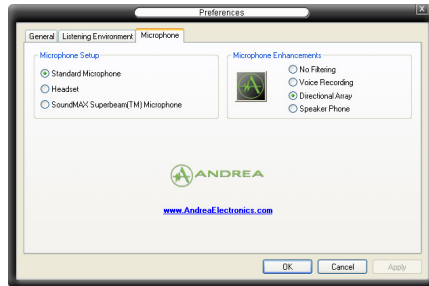 Preferences
X
General Listening Environment Microphone
Microphone Setup
Standard Microphone
Headset
SoundMAX Superbeam(TM) Microphone
Microphone Enhancements
No Filtering
Voice Recording
Directional Array
Speaker Phone
ANDREA
www.AndreaElectronics.com
OK Cancel Apply